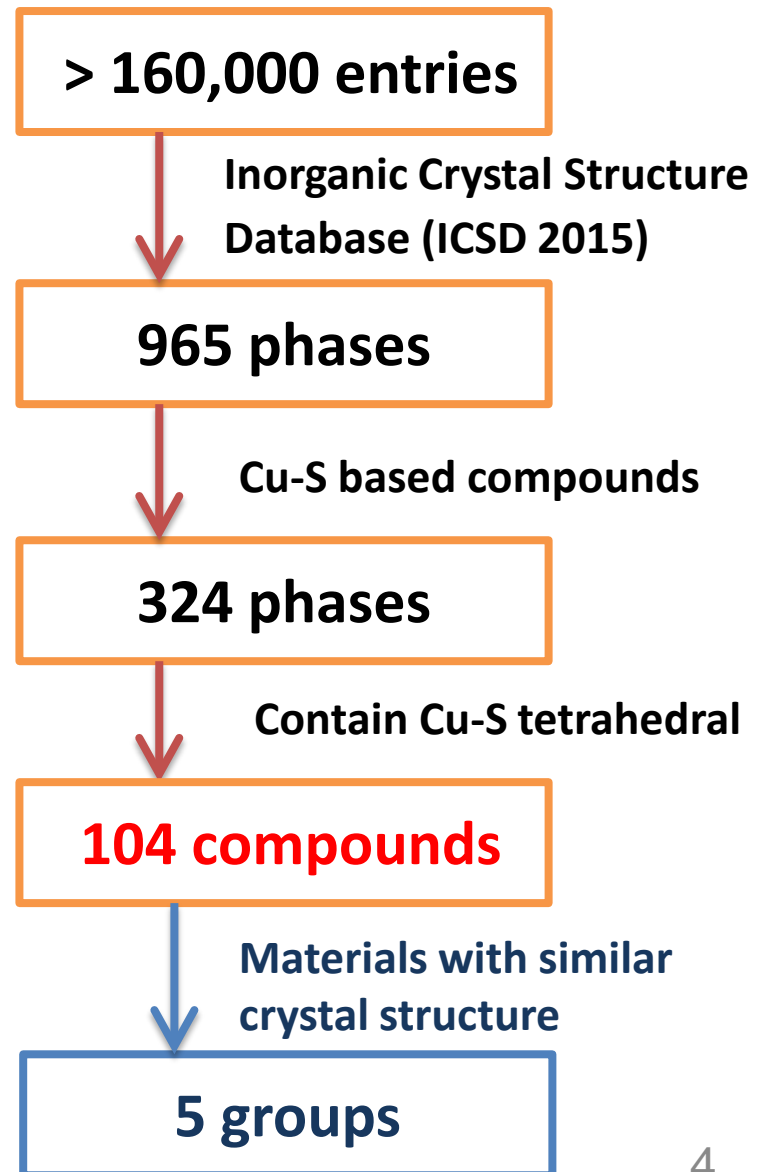 > 160,000 entries
Inorganic Crystal Structure
Database (ICSD 2015)
965 phases
Cu-S based compounds
324 phases
Contain Cu-S tetrahedral
104 compounds
Materials with similar
crystal structure
5 groups
4